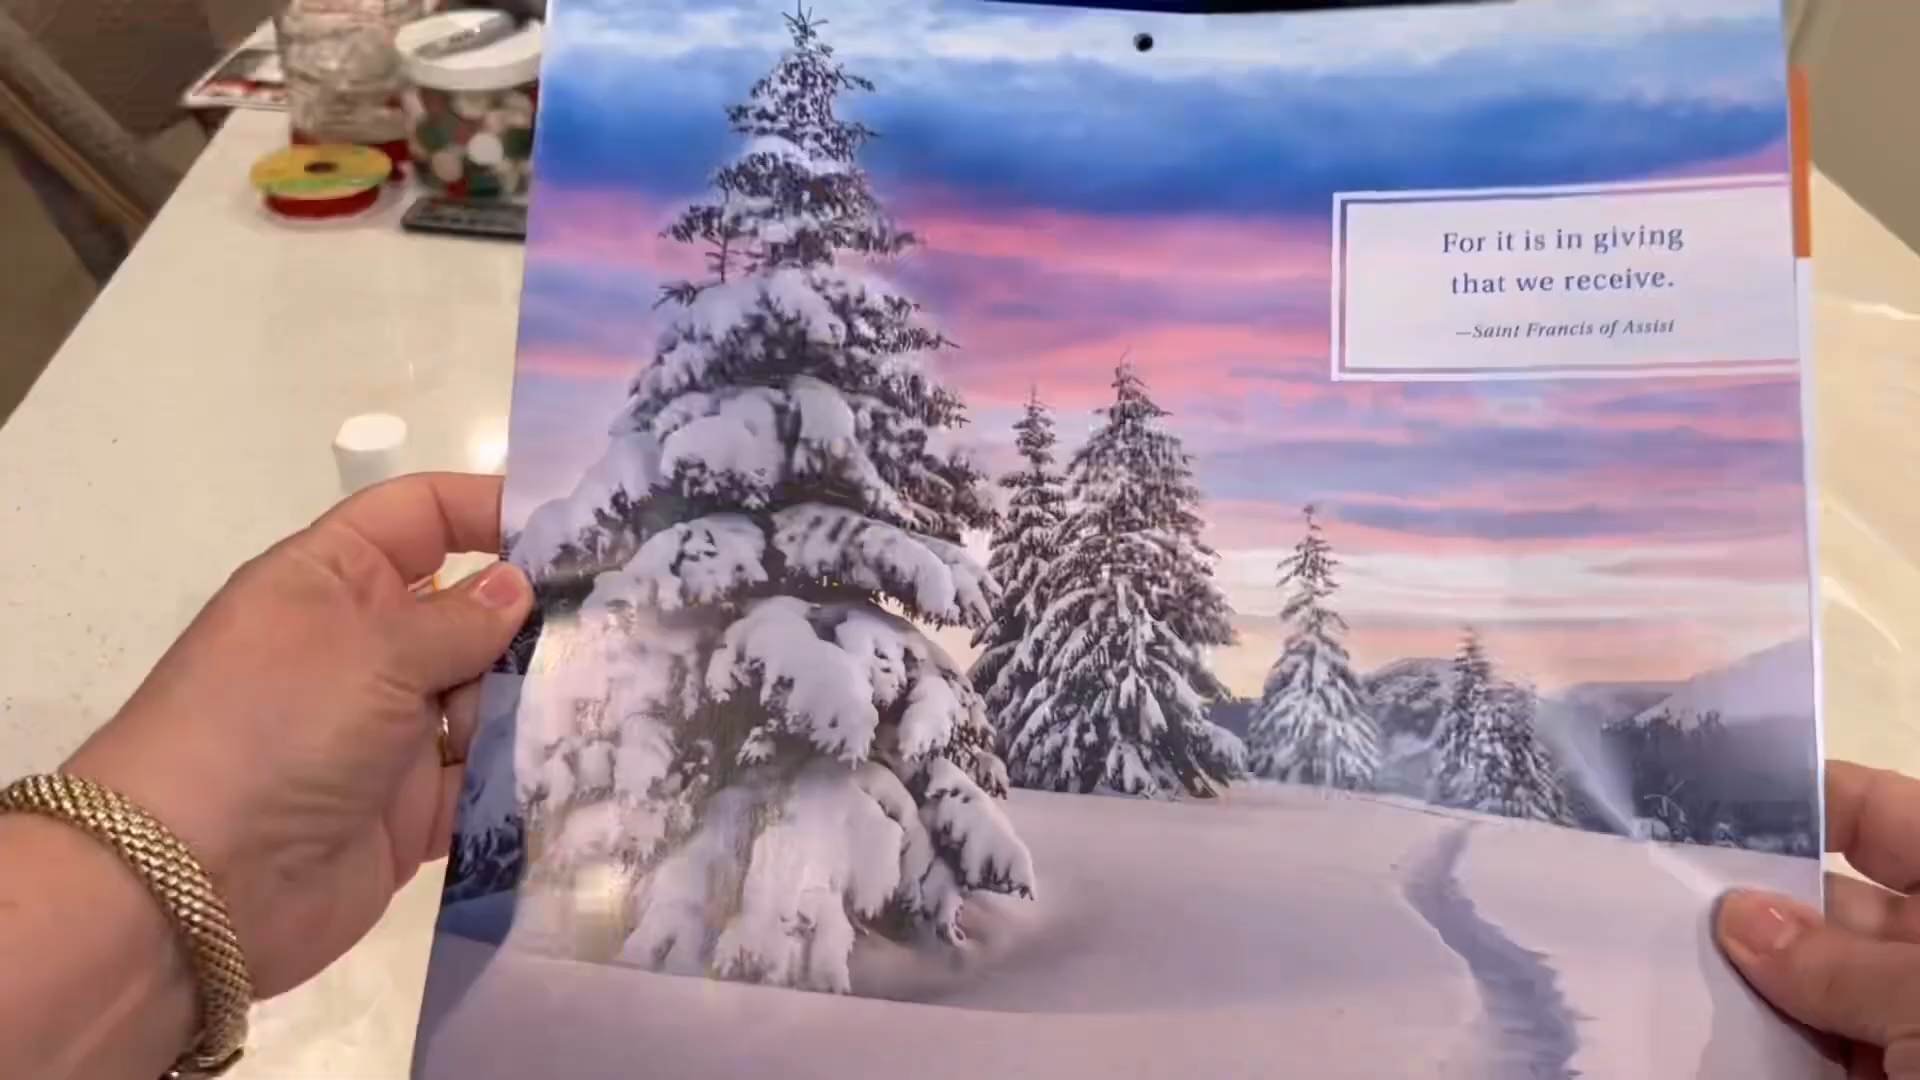 For it is in giving
that we receive.
—Saint Francis of Assisi